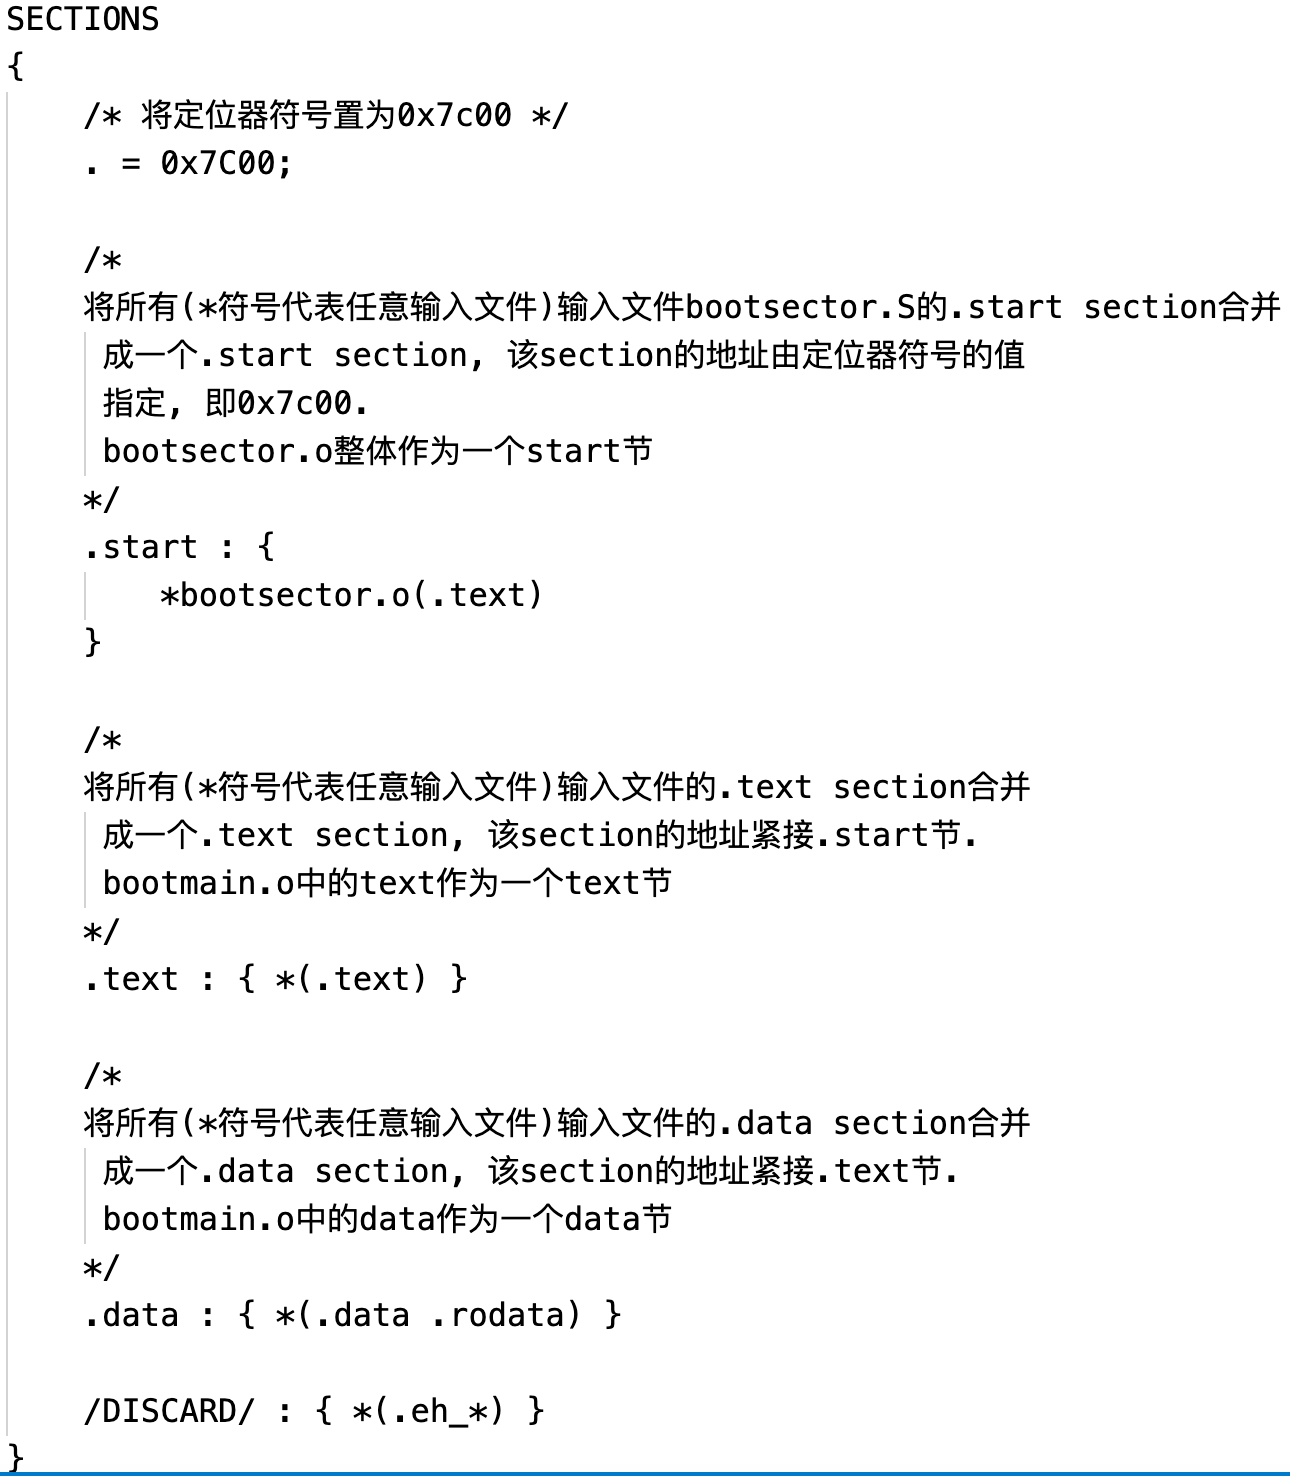 SECTIONS
{
/* 将定位器符号置为0x7c00 */
. = 0x7C00;
/*
将所有(*符号代表任意输入文件)输入文件bootsector.S的.start section合并
成一个.start section, 该section的地址由定位器符号的值
指定, 即0x7c00.
bootsector.o整体作为一个start节
*/
.start : {
*bootsector.o(.text)
}
/*
将所有(*符号代表任意输入文件)输入文件的.text section合并
成一个.text section, 该section的地址紧接.start节.
bootmain.o中的text作为一个text节
*/
.text : { *(.text) }
/*
将所有(*符号代表任意输入文件)输入文件的.data section合并
成一个.data section, 该section的地址紧接.text节.
bootmain.o中的data作为一个data节
*/
.data : { *(.data .rodata) }
/DISCARD/ : { *(.eh_*) }
}